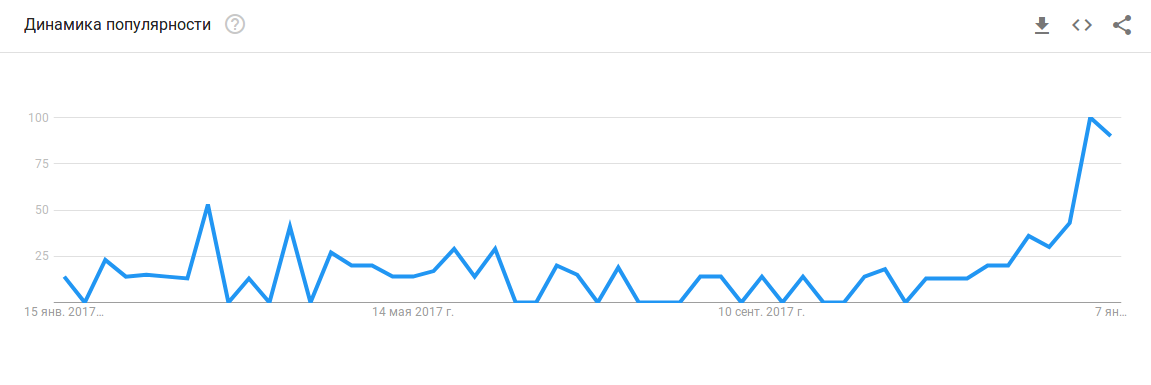 Динамика популярности
100
75
50
25
15 янв. 2017…
14 мая 2017 г.
10 сент. 2017 г.
7 ян…